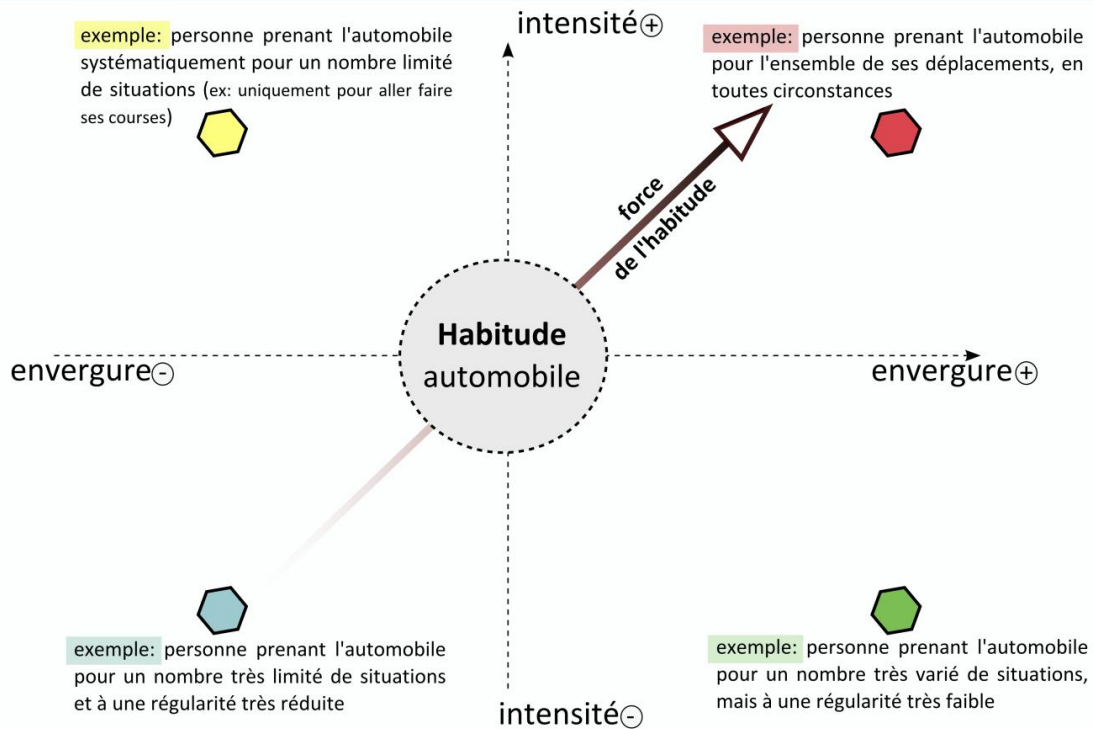 intensité+
exemple: personne prenant l'automobile
systématiquement pour un nombre limité
de situations (ex: uniquement pour aller faire
ses courses)
exemple: personne prenant l'automobile
pour l'ensemble de ses déplacements, en
toutes circonstances
force
de l'habitude
Habitude
automobile
envergure-
envergure+
exemple: personne prenant l'automobile
pour un nombre très limité de situations
et à une régularité très réduite
exemple: personne prenant l'automobile
pour un nombre très varié de situations,
mais à une régularité très faible
intensité-